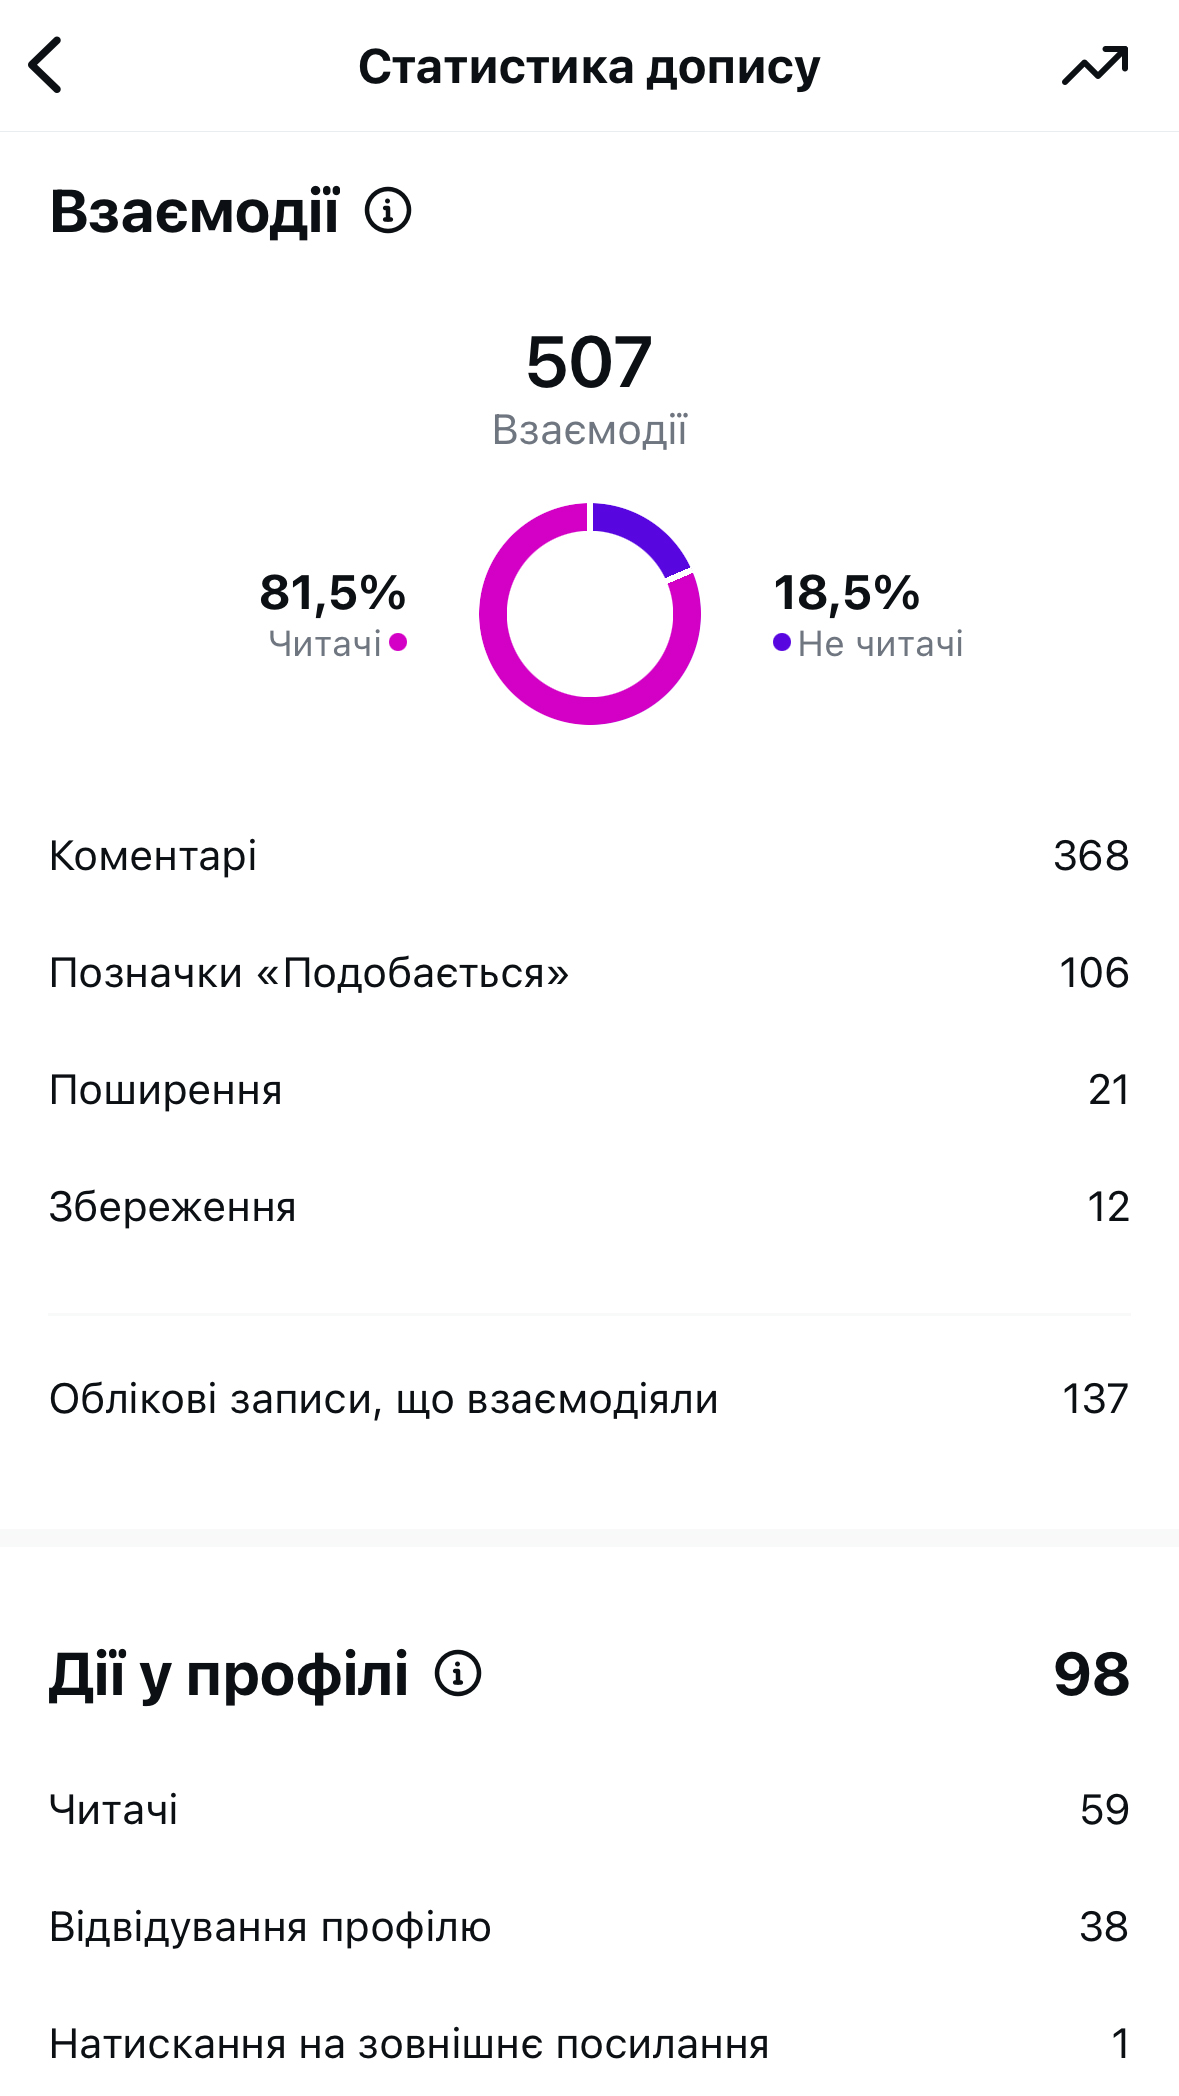 Статистика допису
Взаємодії
507
Взаємодії
81,5%
Читачі
18,5%
Не читачі
Коментарі 368
Позначки «Подобається» 106
Поширення 21
Збереження 12
Облікові записи, що взаємодіяли 137
Дії у профілі 98
Читачі 59
Відвідування профілю 38
Натискання на зовнішнє посилання 1